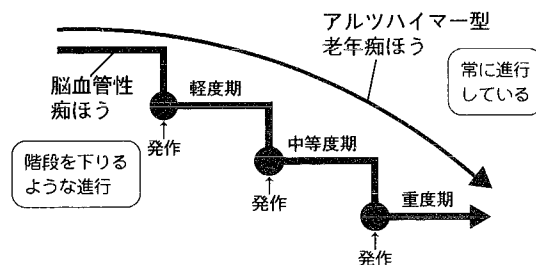 アルツハイマー型
老年痴ほう
常に進行
している
脳血管性
痴ほう
軽度期
発作
階段を下りる
ような進行
中等度期
発作
重度期
発作